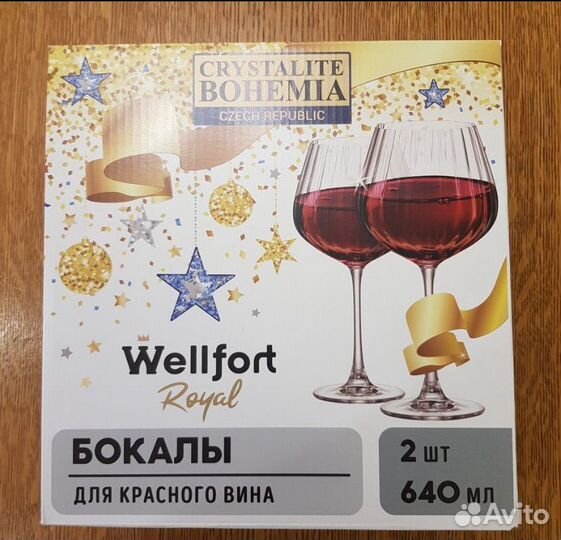 CRYSTALITE
BOHEMIA
CZECH REPUBLIC
Wellfort
Royal
БОКАЛЫ
ДЛЯ КРАСНОГО ВИНА
2 ШТ
640 МЛ
Avito